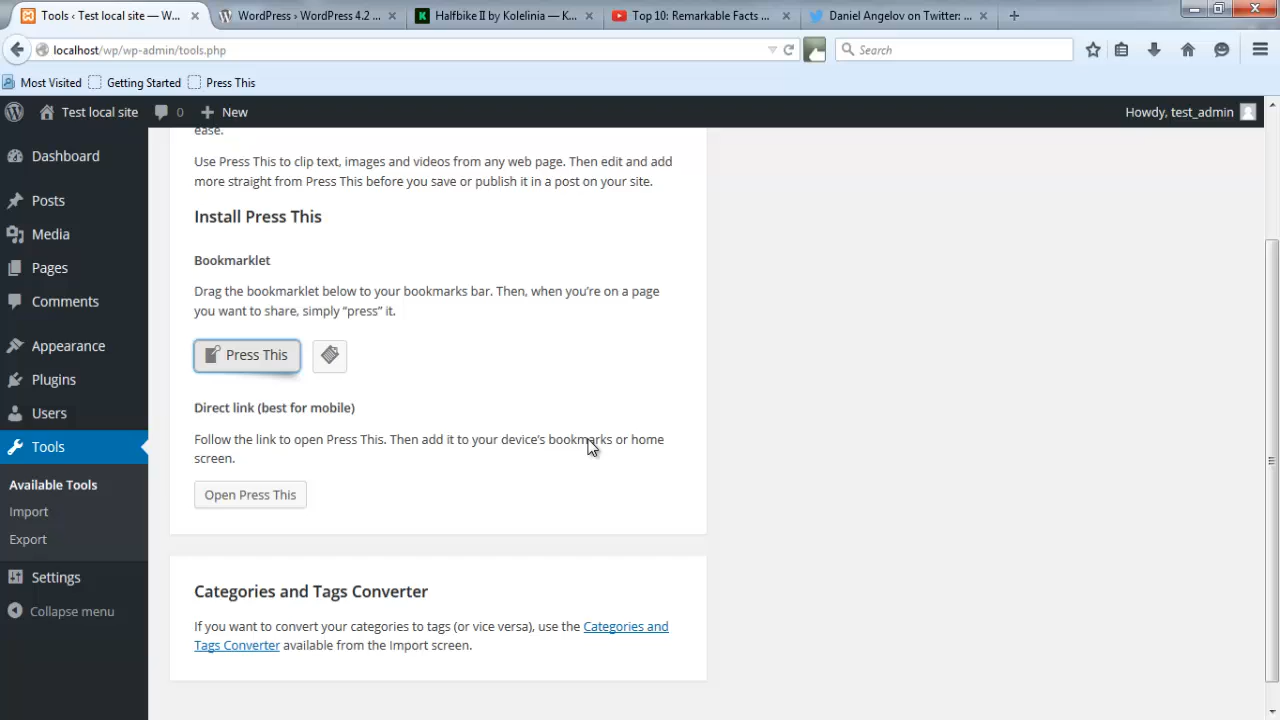 Tools ‹ Test local site — W...
WordPress › WordPress 4.2 ...
Halfbike II by Kolelinia — K...
Top 10: Remarkable Facts ...
Daniel Angelov on Twitter: ...
localhost/wp/wp-admin/tools.php
Search
Most Visited
Getting Started
Press This
Test local site
0
New
Howdy, test_admin
Dashboard
Posts
Media
Pages
Comments
Appearance
Plugins
Users
Tools
Available Tools
Import
Export
Settings
Collapse menu
ease.
Use Press This to clip text, images and videos from any web page. Then edit and add
more straight from Press This before you save or publish it in a post on your site.
Install Press This
Bookmarklet
Drag the bookmarklet below to your bookmarks bar. Then, when you’re on a page
you want to share, simply “press” it.
Press This
Direct link (best for mobile)
Follow the link to open Press This. Then add it to your device’s bookmarks or home
screen.
Open Press This
Categories and Tags Converter
If you want to convert your categories to tags (or vice versa), use the Categories and
Tags Converter available from the Import screen.